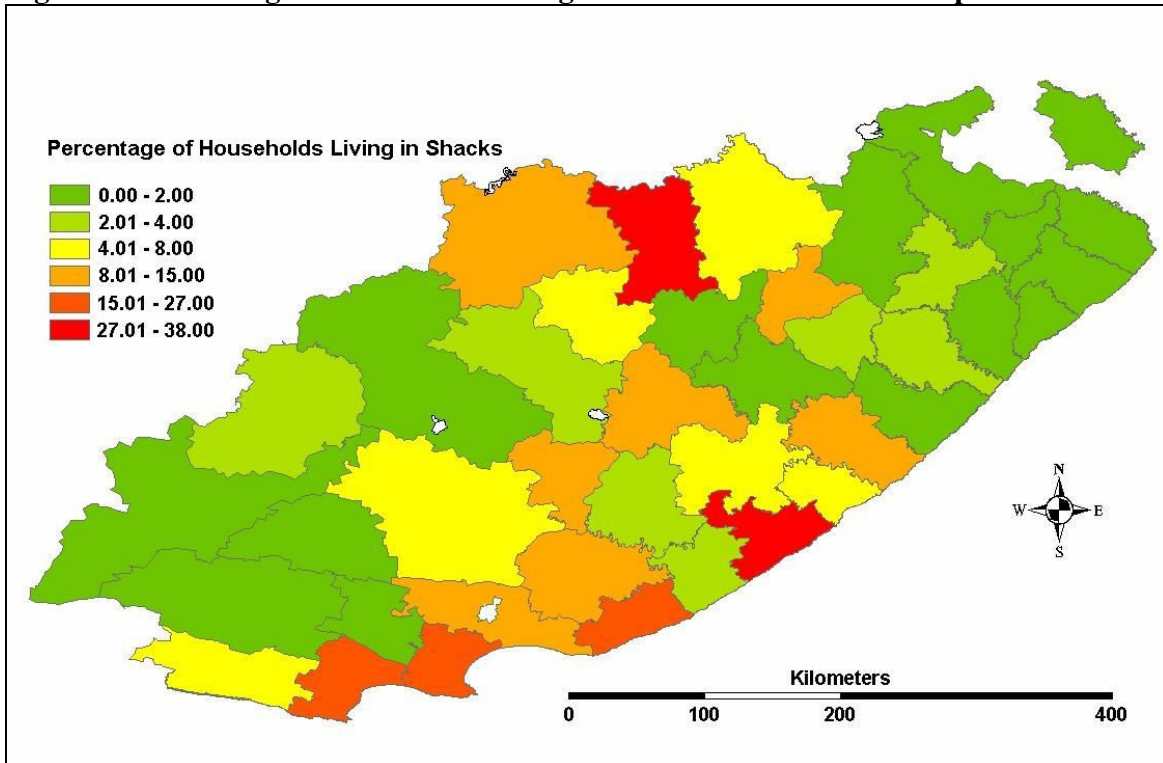 Percentage of Households Living in Shacks
0.00 - 2.00
2.01 - 4.00
4.01 - 8.00
8.01 - 15.00
15.01 - 27.00
27.01 - 38.00
N
W E
S
Kilometers
0 100 200 400